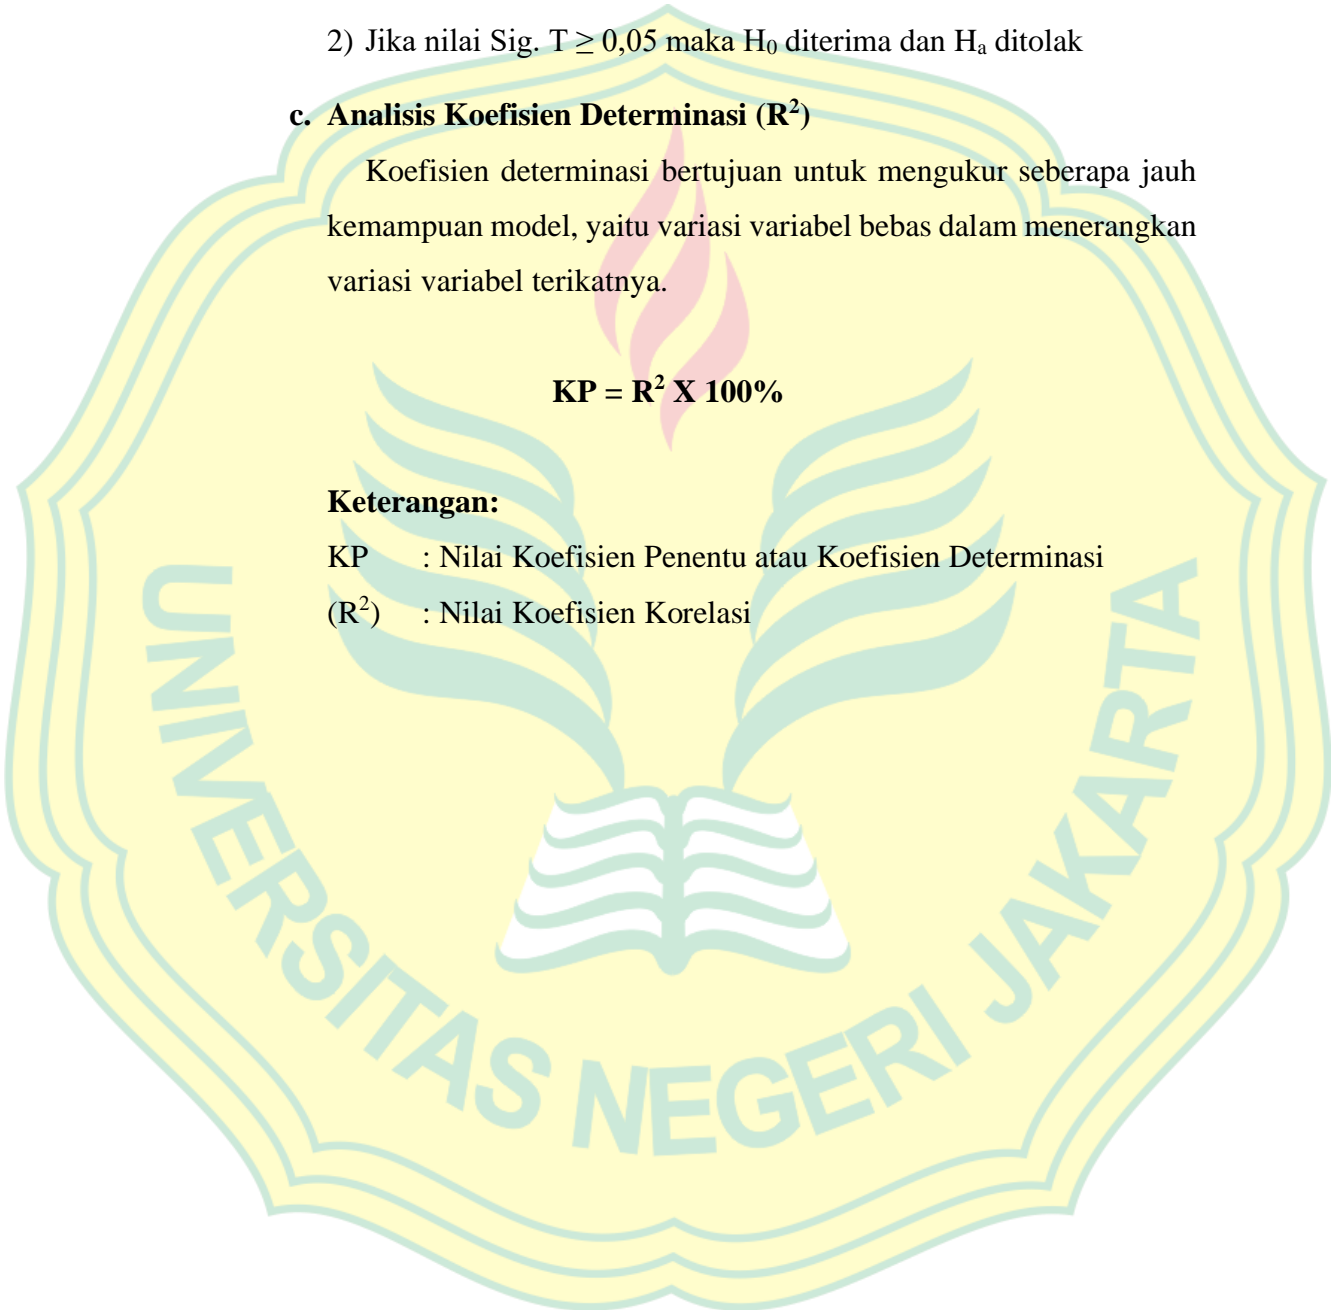 2) Jika nilai Sig. T ≥ 0,05 maka H₀ diterima dan Hₐ ditolak
c. Analisis Koefisien Determinasi (R²)
Koefisien determinasi bertujuan untuk mengukur seberapa jauh
kemampuan model, yaitu variasi variabel bebas dalam menerangkan
variasi variabel terikatnya.
KP = R² X 100%
Keterangan:
KP : Nilai Koefisien Penentu atau Koefisien Determinasi
(R²) : Nilai Koefisien Korelasi
UNIVERSITAS NEGERI JAKARTA